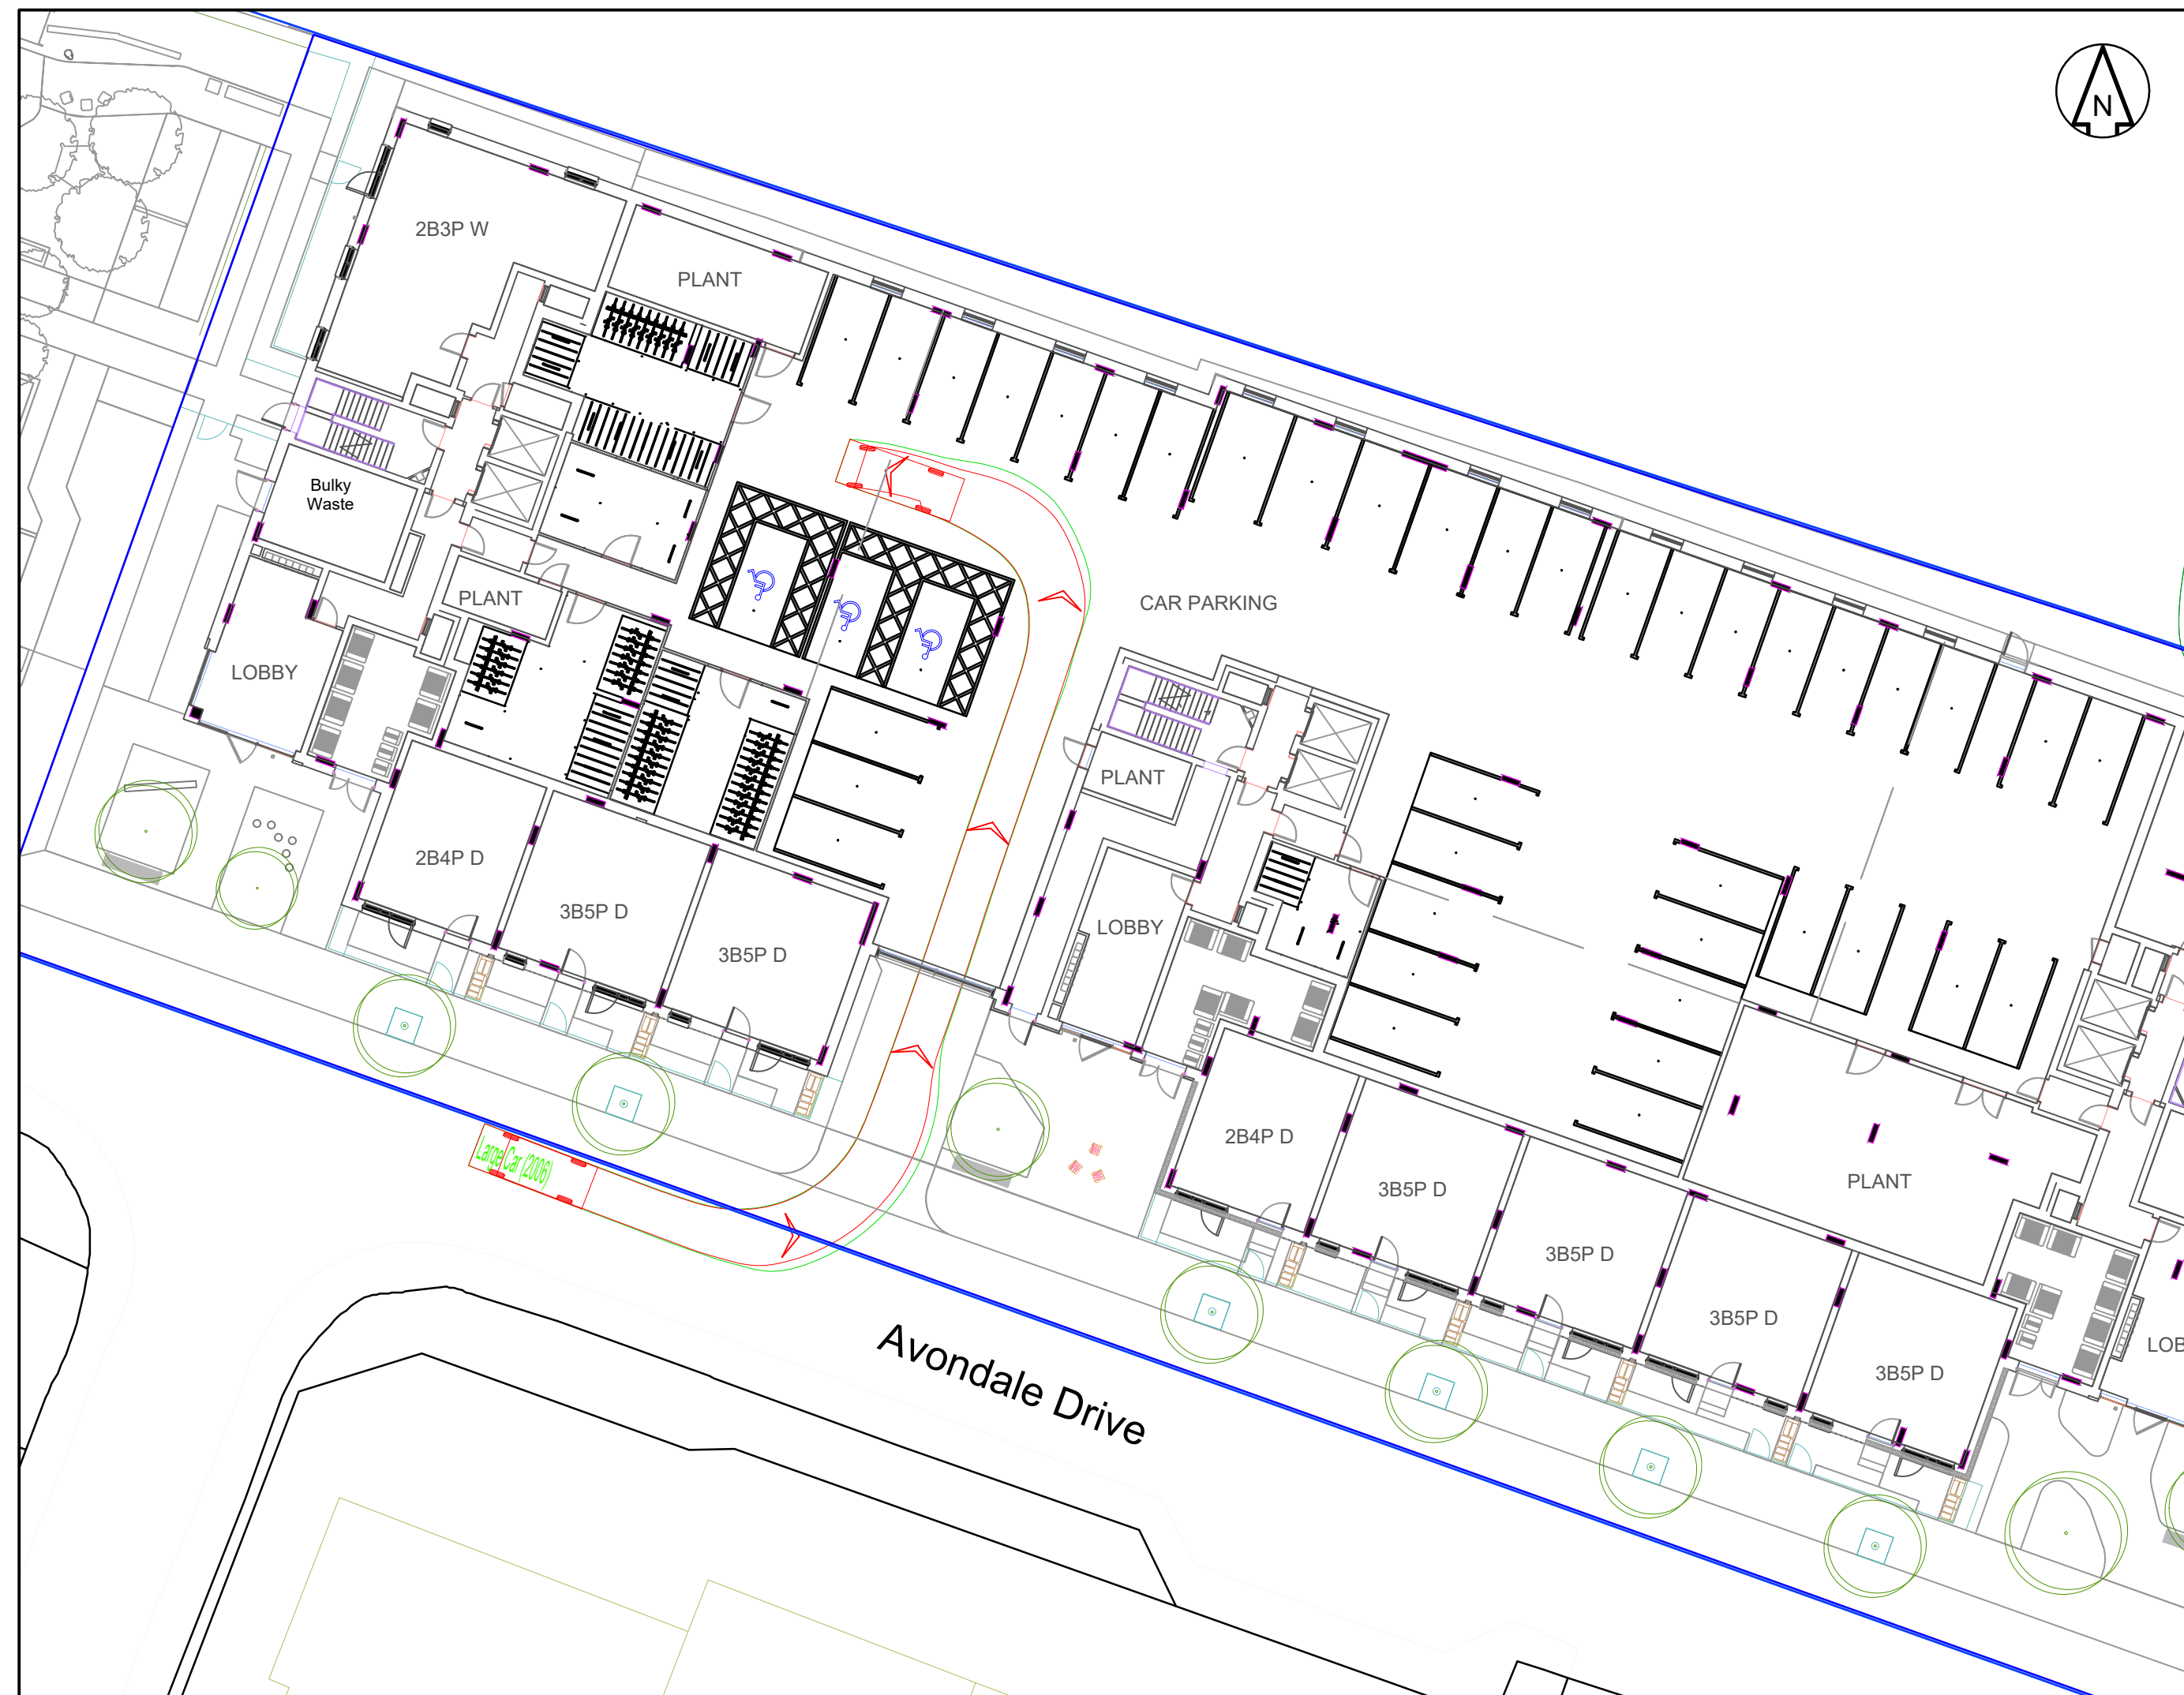 N
2B3P W
PLANT
Bulky
Waste
PLANT
CAR PARKING
LOBBY
PLANT
2B4P D
3B5P D
LOBBY
3B5P D
Large Car (2006)
2B4P D
3B5P D
PLANT
3B5P D
3B5P D
LOB
3B5P D
Avondale Drive